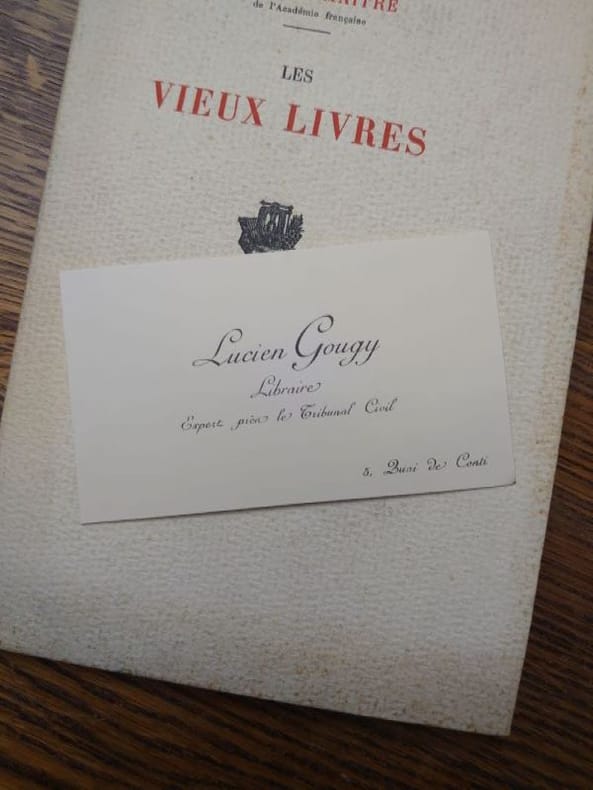 de l'Académie française
LES
VIEUX LIVRES
Lucien Gougy
Libraire
Expert près le Tribunal Civil
5, Quai de Conti